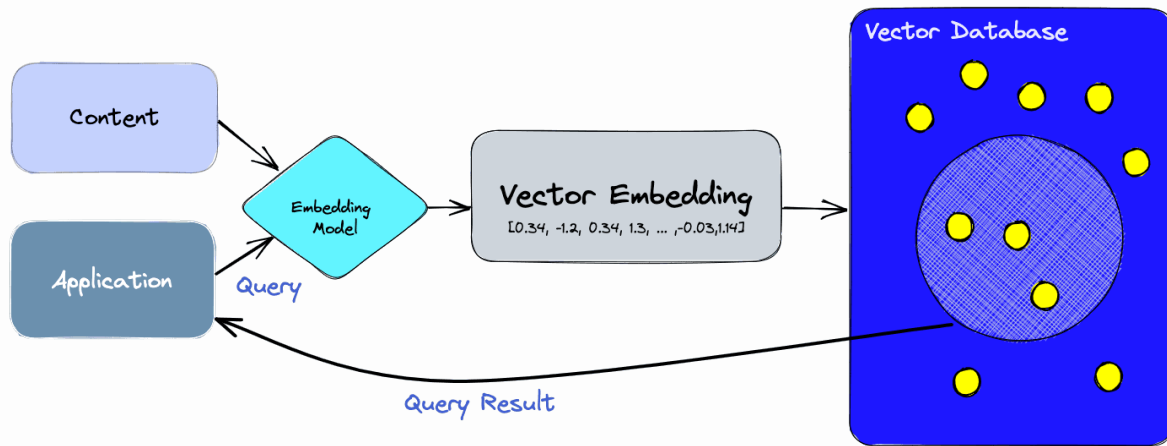 Vector Database
Content
Embedding
Model
Vector Embedding
[0.34, -1.2, 0.34, 1.3, ... ,-0.03,1.14]
Application
Query
Query Result